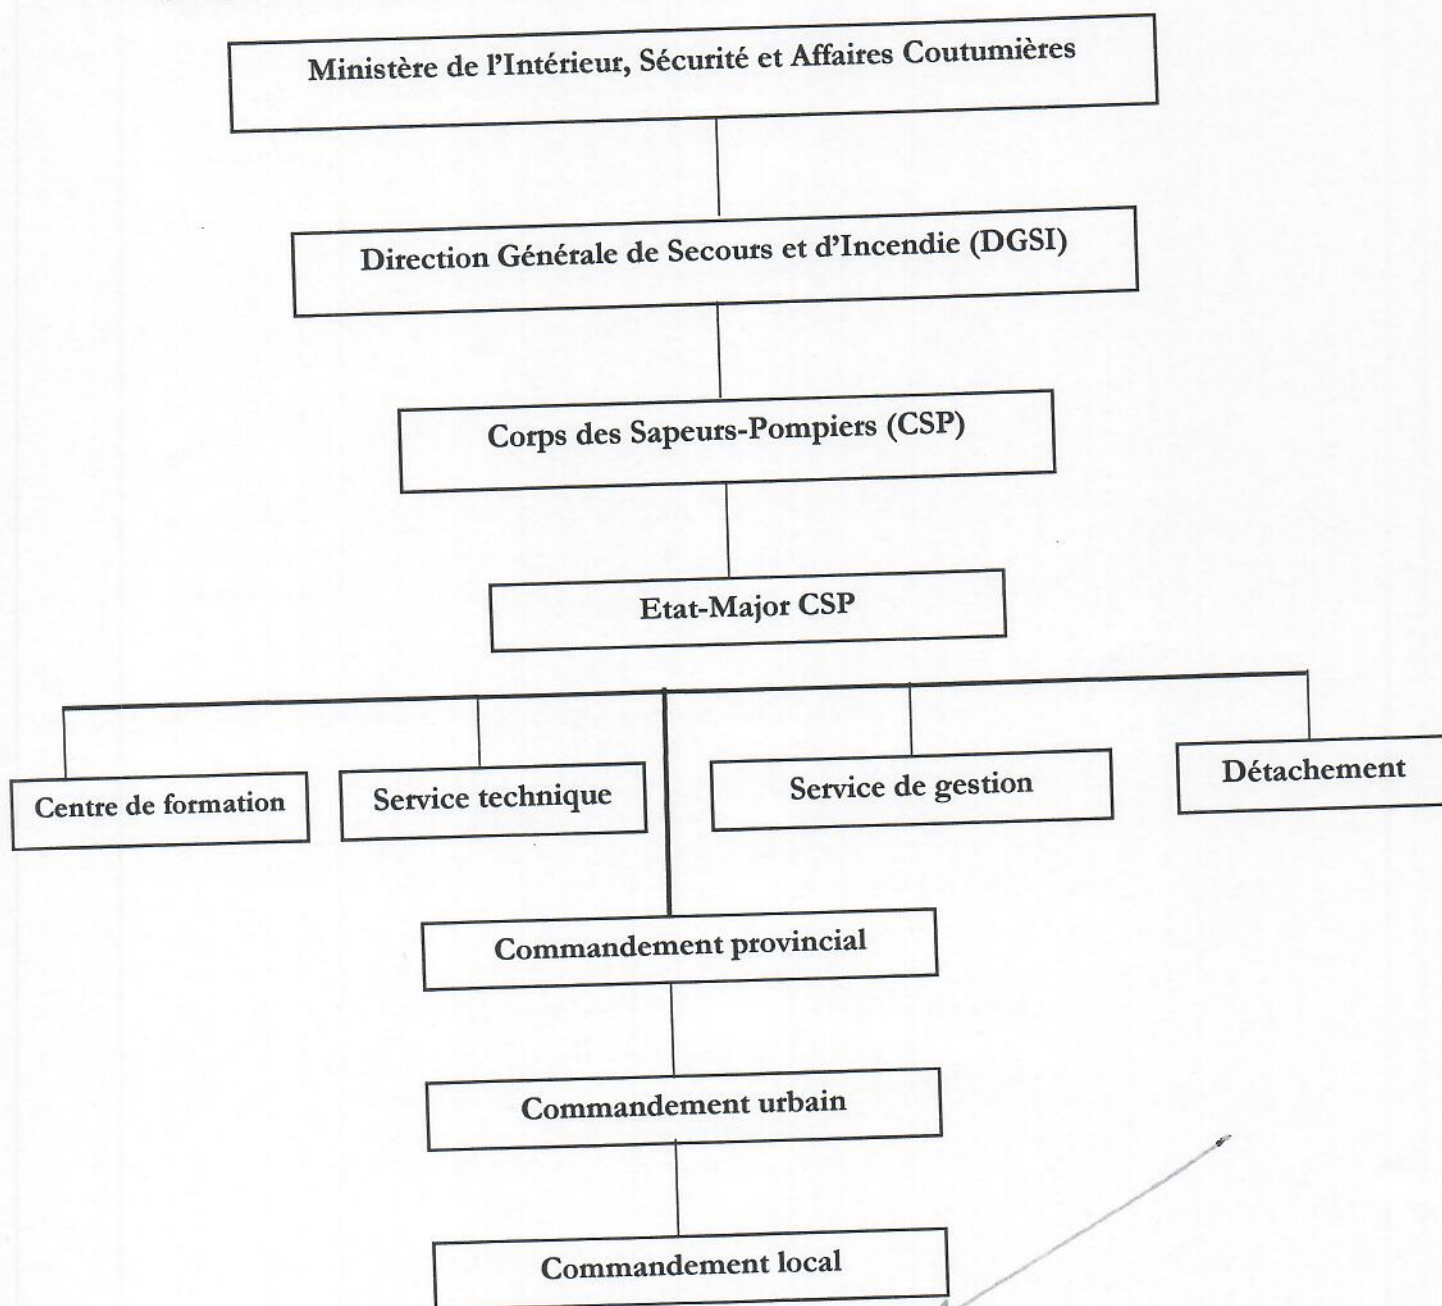 Ministère de l'Intérieur, Sécurité et Affaires Coutumières
Direction Générale de Secours et d'Incendie (DGSI)
Corps des Sapeurs-Pompiers (CSP)
Etat-Major CSP
Centre de formation
Service technique
Service de gestion
Détachement
Commandement provincial
Commandement urbain
Commandement local